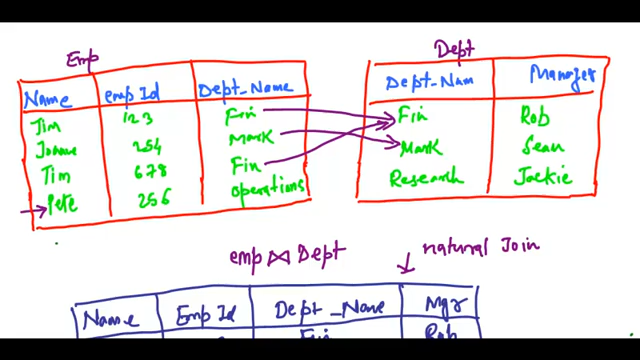 Emp
Name emp Id Dept_Name
Tim 123 Fin
Joanne 254 Mark
Tim 678 Fin
Pete 256 operations
Dept
Dept_Nam Manager
Fin Rob
Mark Sean
Research Jackie
emp ⋈ Dept
natural Join
Name Emp Id Dept_Name Mgr
Fin Rob